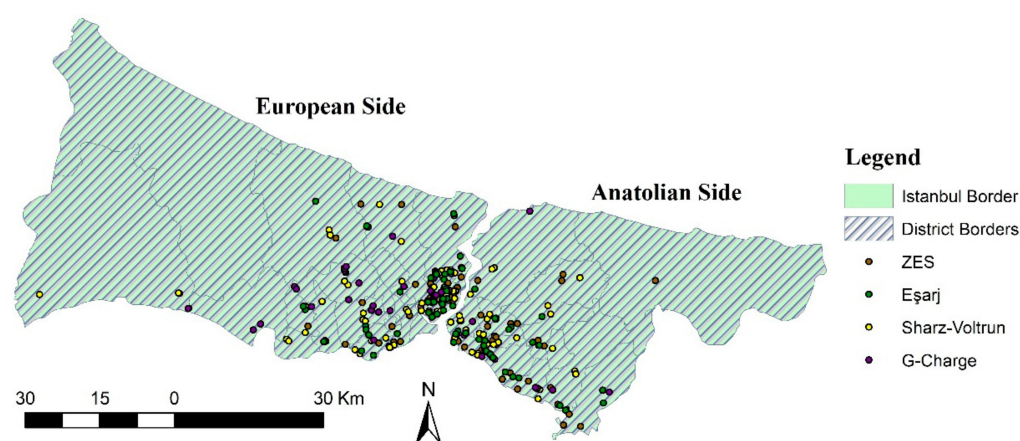 European Side
Anatolian Side
Legend
Istanbul Border
District Borders
ZES
Eşarj
Sharz-Voltrun
G-Charge
30 15 0 30 Km
N